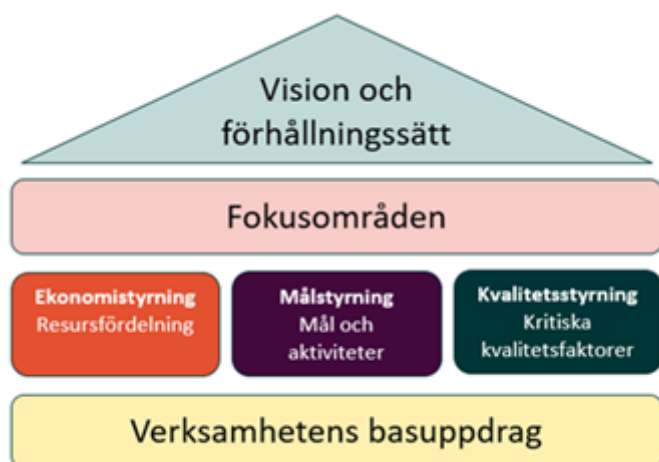 Vision och
förhållningssätt
Fokusområden
Ekonomistyrning
Resursfördelning
Målstyrning
Mål och
aktiviteter
Kvalitetsstyrning
Kritiska
kvalitetsfaktorer
Verksamhetens basuppdrag